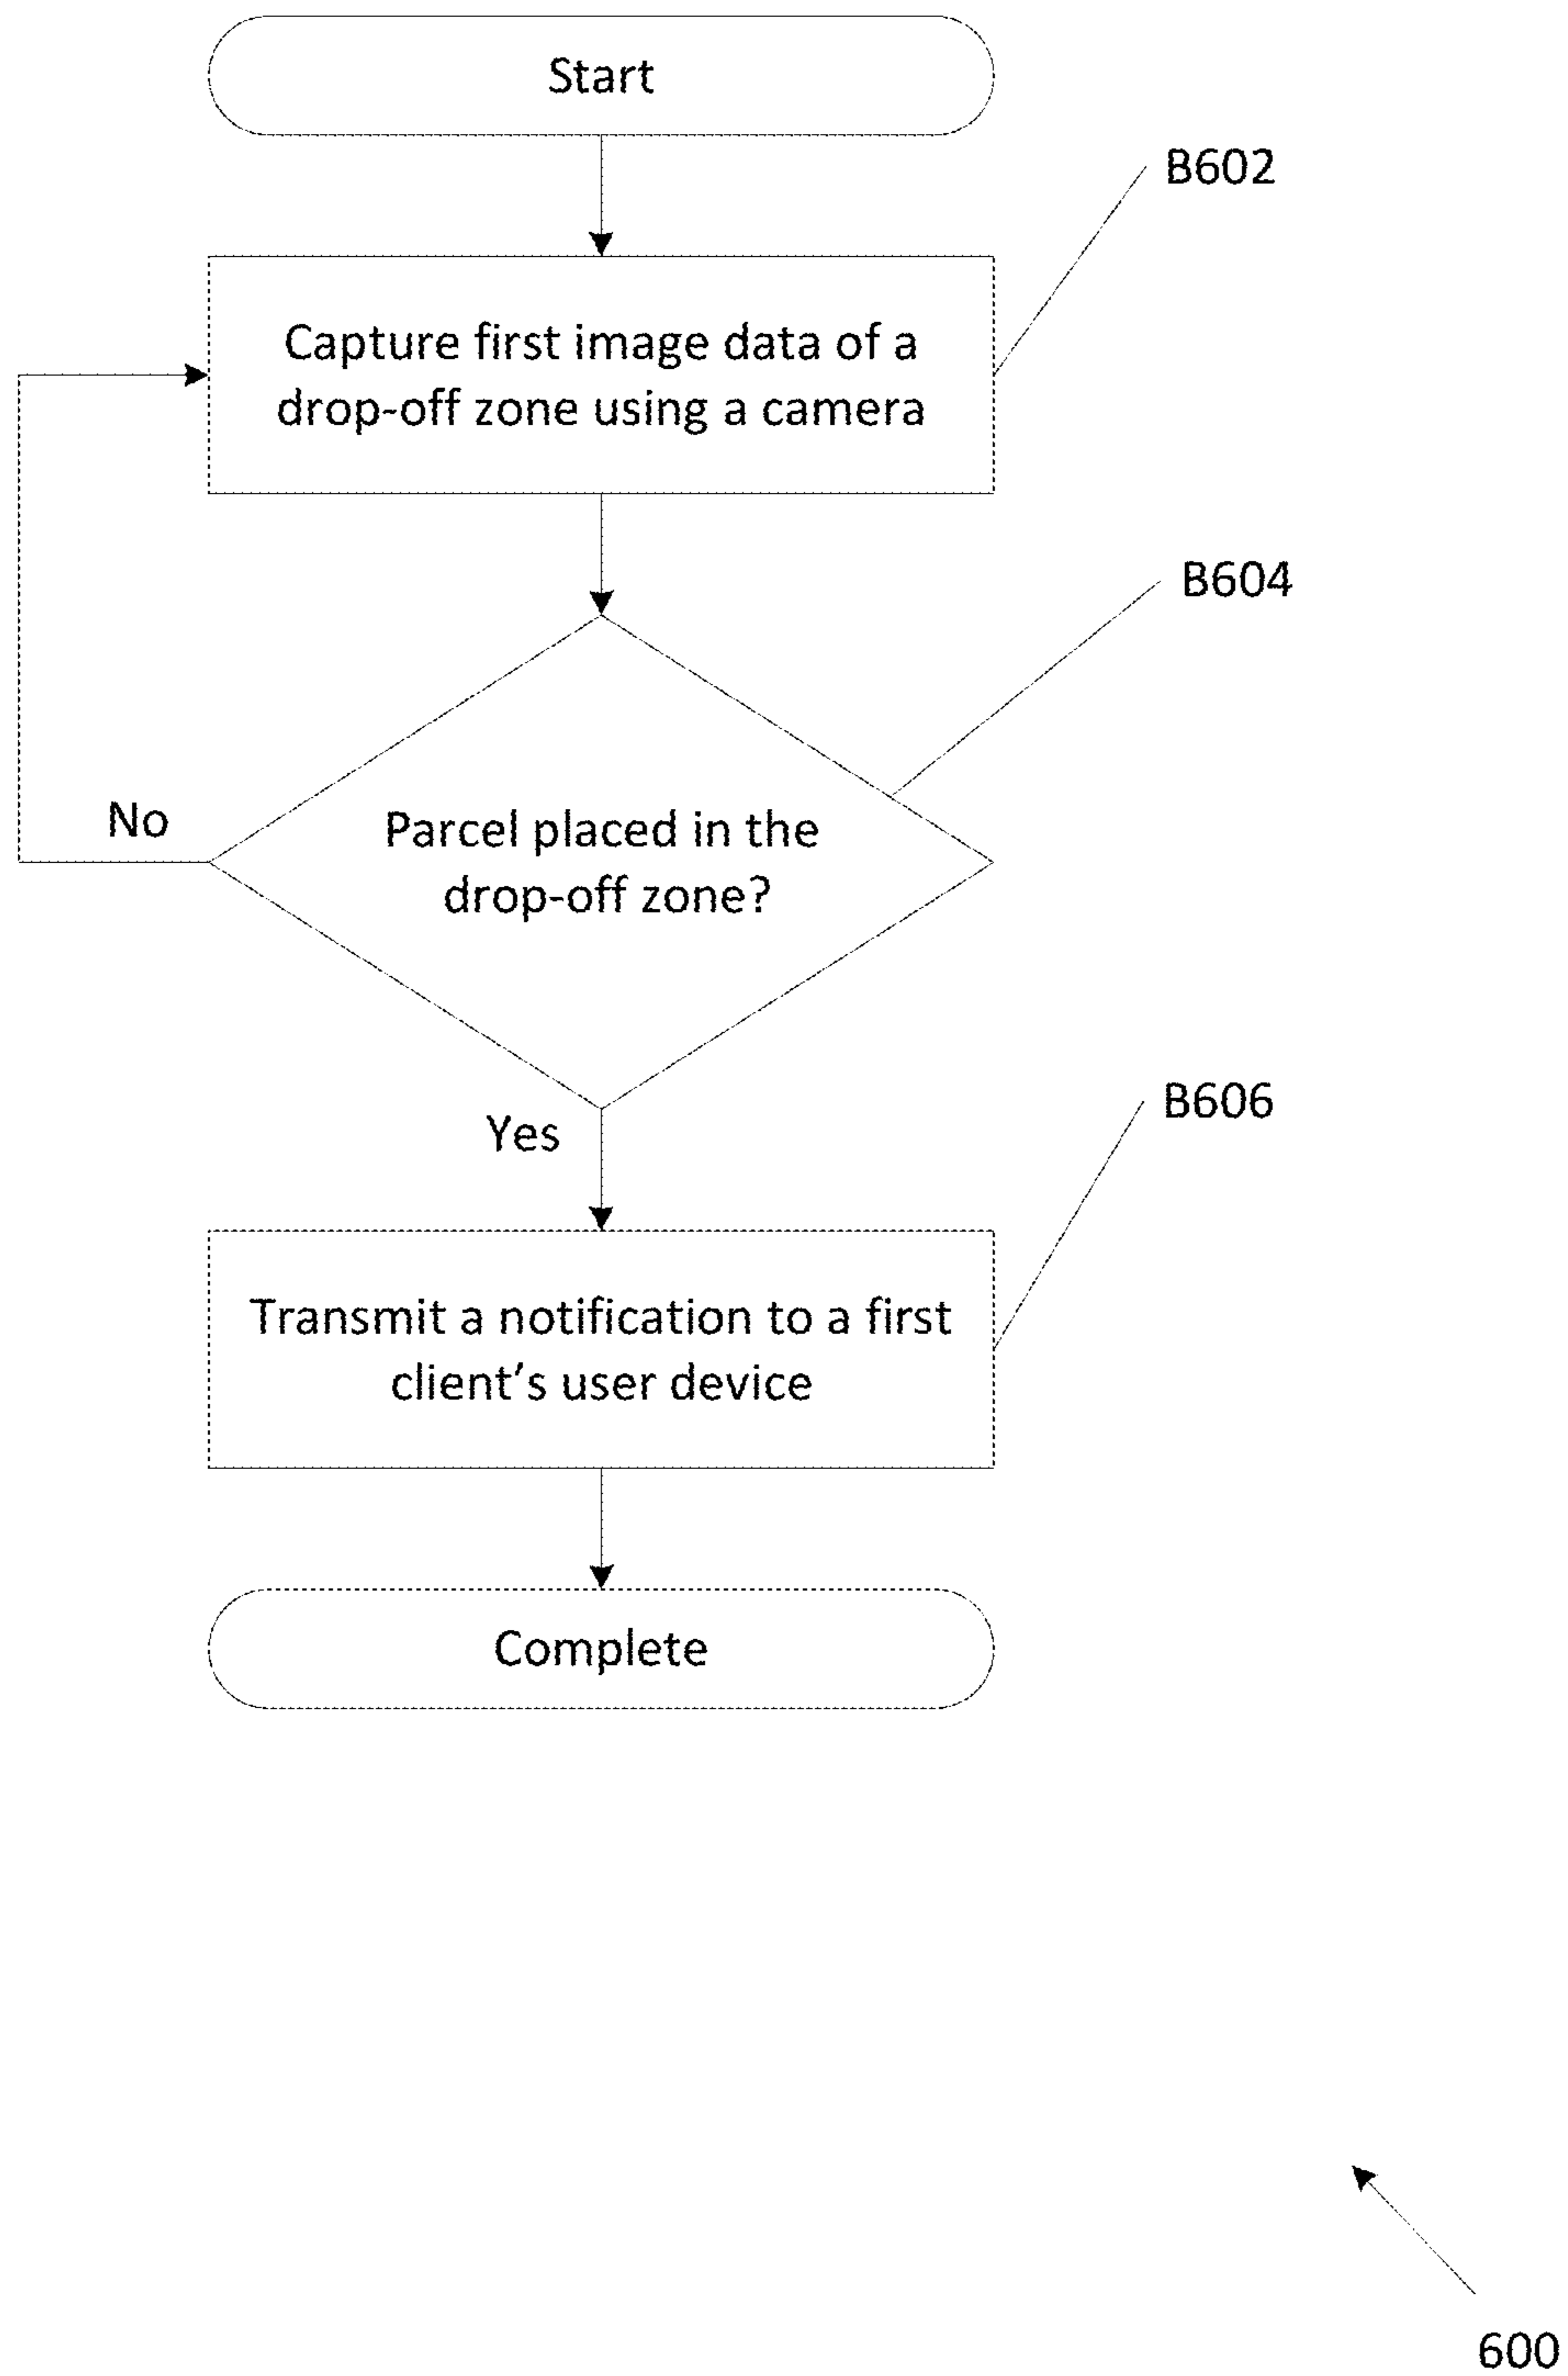 Start
B602
Capture first image data of a
drop-off zone using a camera
B604
No
Parcel placed in the
drop-off zone?
Yes
B606
Transmit a notification to a first
client's user device
Complete
600